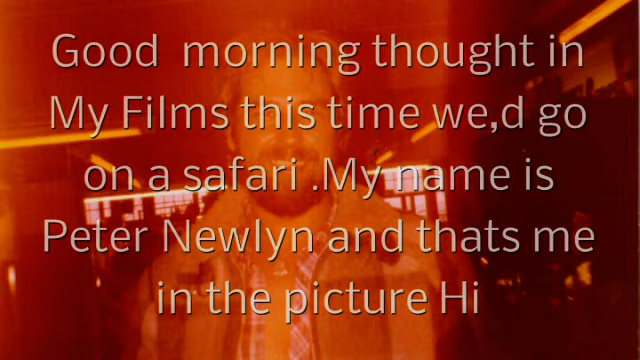 Good  morning thought in
My Films this time we,d go
on a safari .My name is
Peter Newlyn and thats me
in the picture Hi